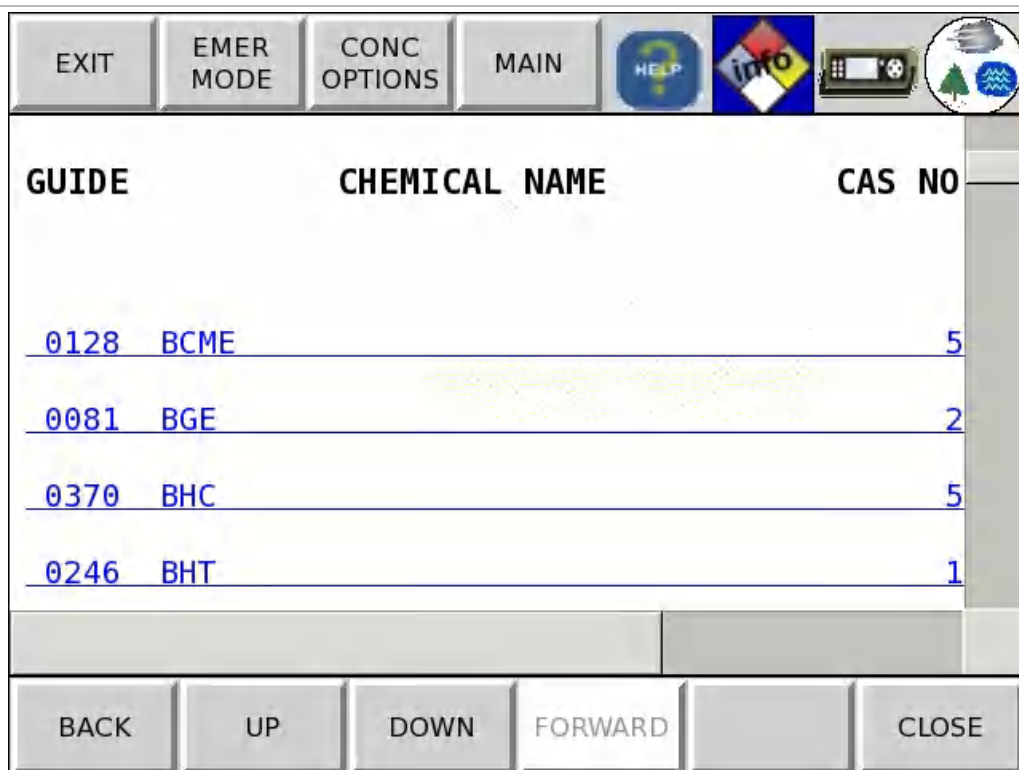 EXIT EMER MODE CONC OPTIONS MAIN HELP info
GUIDE CHEMICAL NAME CAS NO
0128 BCME 5
0081 BGE 2
0370 BHC 5
0246 BHT 1
BACK UP DOWN FORWARD CLOSE